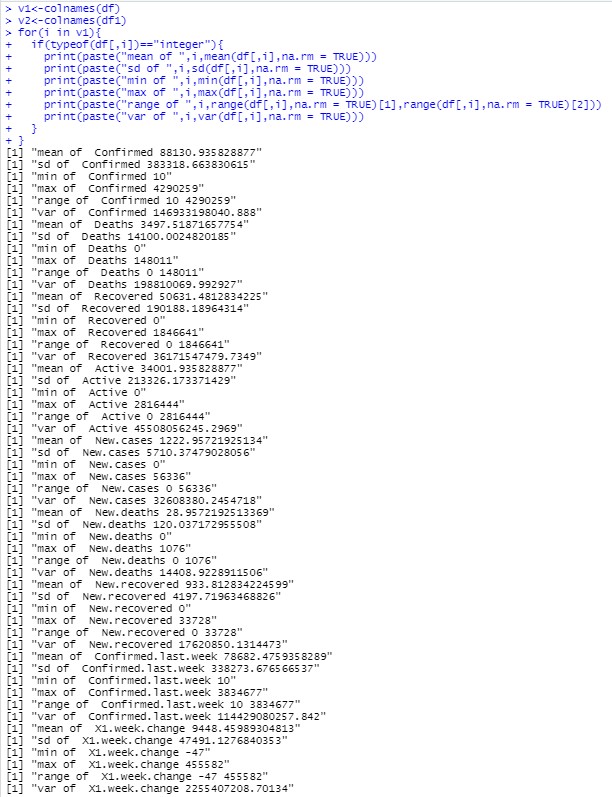 > v1<-colnames(df)
> v2<-colnames(df1)
> for(i in v1){
+   if(typeof(df[,i])=="integer"){
+     print(paste("mean of ",i,mean(df[,i],na.rm = TRUE)))
+     print(paste("sd of ",i,sd(df[,i],na.rm = TRUE)))
+     print(paste("min of ",i,min(df[,i],na.rm = TRUE)))
+     print(paste("max of ",i,max(df[,i],na.rm = TRUE)))
+     print(paste("range of ",i,range(df[,i],na.rm = TRUE)[1],range(df[,i],na.rm = TRUE)[2]))
+     print(paste("var of ",i,var(df[,i],na.rm = TRUE)))
+   }
+ }
[1] "mean of  Confirmed 88130.935828877"
[1] "sd of  Confirmed 383318.663830615"
[1] "min of  Confirmed 10"
[1] "max of  Confirmed 4290259"
[1] "range of  Confirmed 10 4290259"
[1] "var of  Confirmed 146933198040.888"
[1] "mean of  Deaths 3497.51871657754"
[1] "sd of  Deaths 14100.0024820185"
[1] "min of  Deaths 0"
[1] "max of  Deaths 148011"
[1] "range of  Deaths 0 148011"
[1] "var of  Deaths 198810069.992927"
[1] "mean of  Recovered 50631.4812834225"
[1] "sd of  Recovered 190188.18964314"
[1] "min of  Recovered 0"
[1] "max of  Recovered 1846641"
[1] "range of  Recovered 0 1846641"
[1] "var of  Recovered 36171547479.7349"
[1] "mean of  Active 34001.935828877"
[1] "sd of  Active 213326.173371429"
[1] "min of  Active 0"
[1] "max of  Active 2816444"
[1] "range of  Active 0 2816444"
[1] "var of  Active 45508056245.2969"
[1] "mean of  New.cases 1222.95721925134"
[1] "sd of  New.cases 5710.37479028056"
[1] "min of  New.cases 0"
[1] "max of  New.cases 56336"
[1] "range of  New.cases 0 56336"
[1] "var of  New.cases 32608380.2454718"
[1] "mean of  New.deaths 28.9572192513369"
[1] "sd of  New.deaths 120.037172955508"
[1] "min of  New.deaths 0"
[1] "max of  New.deaths 1076"
[1] "range of  New.deaths 0 1076"
[1] "var of  New.deaths 14408.9228911506"
[1] "mean of  New.recovered 933.812834224599"
[1] "sd of  New.recovered 4197.71963468826"
[1] "min of  New.recovered 0"
[1] "max of  New.recovered 33728"
[1] "range of  New.recovered 0 33728"
[1] "var of  New.recovered 17620850.1314473"
[1] "mean of  Confirmed.last.week 78682.4759358289"
[1] "sd of  Confirmed.last.week 338273.676566537"
[1] "min of  Confirmed.last.week 10"
[1] "max of  Confirmed.last.week 3834677"
[1] "range of  Confirmed.last.week 10 3834677"
[1] "var of  Confirmed.last.week 114429080257.842"
[1] "mean of  X1.week.change 9448.45989304813"
[1] "sd of  X1.week.change 47491.1276840353"
[1] "min of  X1.week.change -47"
[1] "max of  X1.week.change 455582"
[1] "range of  X1.week.change -47 455582"
[1] "var of  X1.week.change 2255407208.70134"